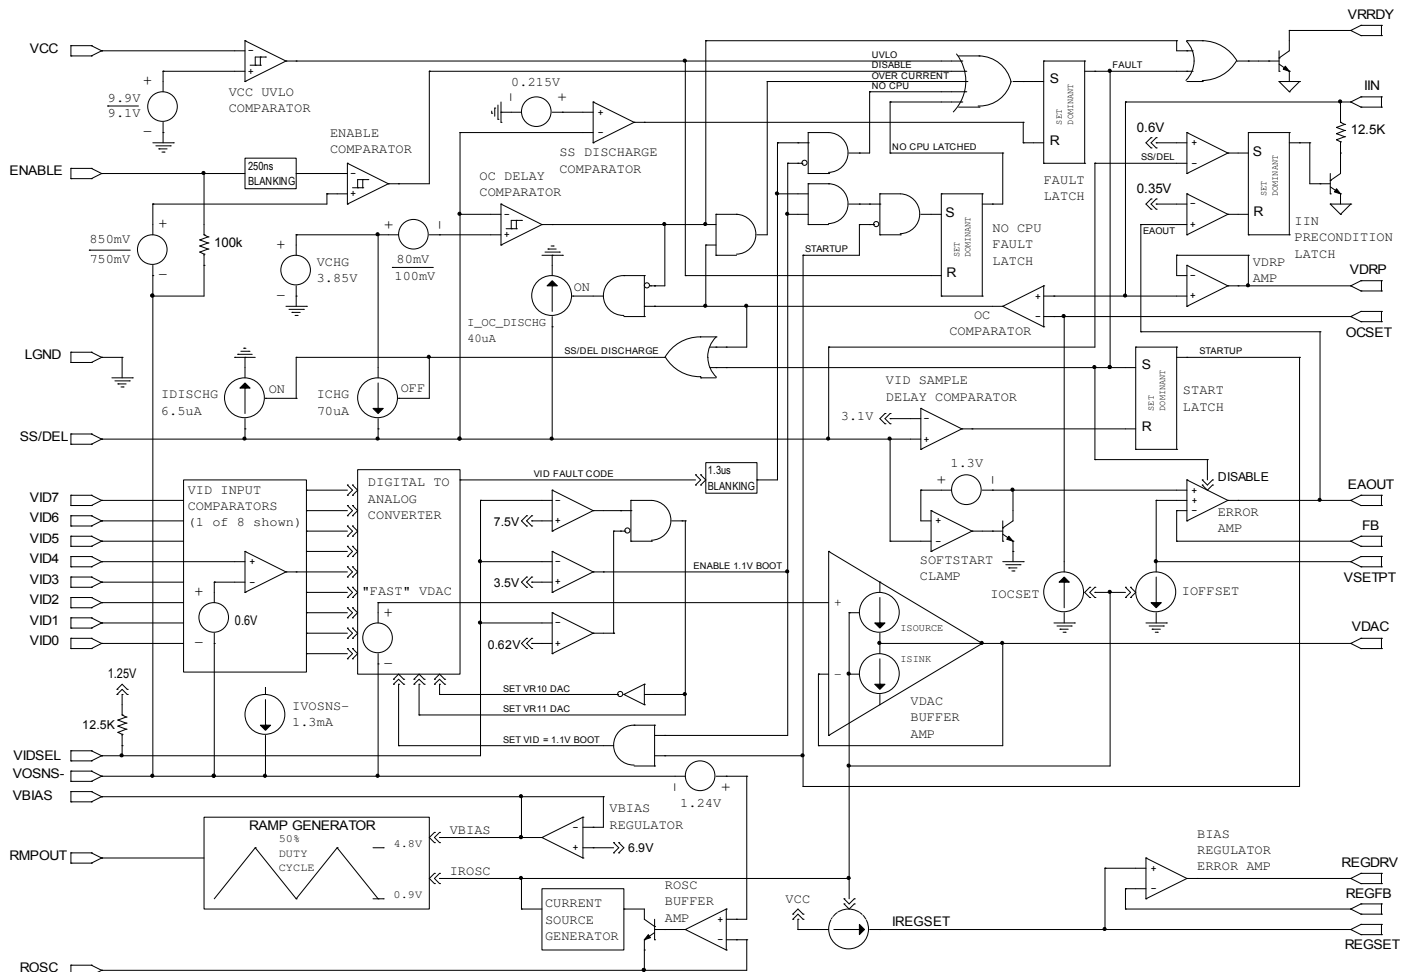 VRRDY
VCC
UVLO
DISABLE
OVER CURRENT
NO CPU
FAULT
0.215V
9.9V
9.1V
VCC UVLO
COMPARATOR
S
SET
DOMINANT
R
IIN
12.5K
ENABLE
COMPARATOR
SS DISCHARGE
COMPARATOR
NO CPU LATCHED
0.6V
SS/DEL
S
SET
DOMINANT
R
ENABLE
250ns
BLANKING
OC DELAY
COMPARATOR
FAULT
LATCH
0.35V
EAOUT
IIN
PRECONDITION
LATCH
850mV
750mV
100k
VCHG
3.85V
80mV
100mV
STARTUP
S
SET
DOMINANT
R
NO CPU
FAULT
LATCH
VDRP
AMP
VDRP
ON
I_OC_DISCHG
40uA
OC
COMPARATOR
OCSET
LGND
SS/DEL DISCHARGE
S
SET
DOMINANT
R
STARTUP
START
LATCH
IDISCHG
6.5uA
ON
ICHG
70uA
OFF
VID SAMPLE
DELAY COMPARATOR
3.1V
SS/DEL
VID FAULT CODE
1.3us
BLANKING
1.3V
DISABLE
VID7
VID6
VID5
VID4
VID3
VID2
VID1
VID0
VID INPUT
COMPARATORS
(1 of 8 shown)
0.6V
DIGITAL TO
ANALOG
CONVERTER
"FAST" VDAC
7.5V
3.5V
0.62V
ENABLE 1.1V BOOT
SOFTSTART
CLAMP
ERROR
AMP
EAOUT
FB
VSETPT
IOCSET
IOFFSET
ISOURCE
ISINK
VDAC
BUFFER
AMP
VDAC
1.25V
12.5K
IVOSNS-
1.3mA
SET VR10 DAC
SET VR11 DAC
SET VID = 1.1V BOOT
VIDSEL
VOSNS-
VBIAS
1.24V
RAMP GENERATOR
50%
DUTY
CYCLE
4.8V
0.9V
VBIAS
VBIAS
REGULATOR
6.9V
RMPOUT
IROSC
ROSC
BUFFER
AMP
CURRENT
SOURCE
GENERATOR
VCC
IREGSET
BIAS
REGULATOR
ERROR AMP
REGDRV
REGFB
REGSET
ROSC